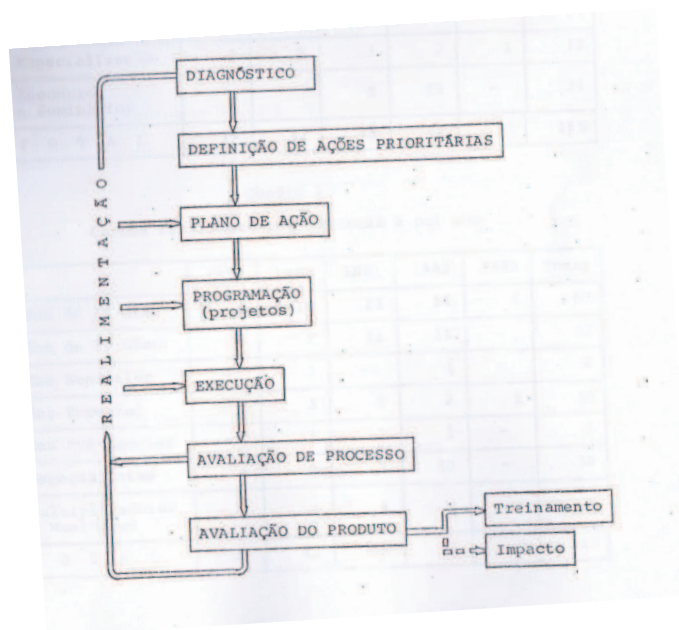 DIAGNÓSTICO
DEFINIÇÃO DE AÇÕES PRIORITÁRIAS
PLANO DE AÇÃO
PROGRAMAÇÃO
(projetos)
EXECUÇÃO
AVALIAÇÃO DE PROCESSO
AVALIAÇÃO DO PRODUTO
Treinamento
Impacto
REALIMENTAÇÃO